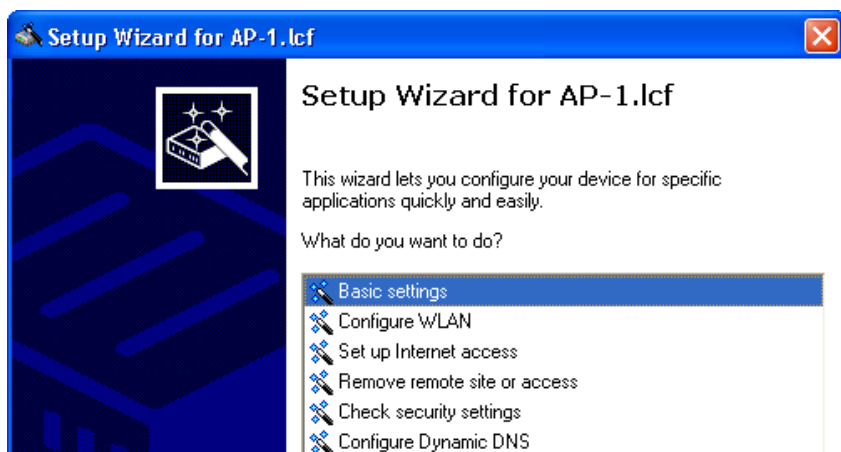 Setup Wizard for AP-1.lcf
Setup Wizard for AP-1.lcf
This wizard lets you configure your device for specific
applications quickly and easily.
What do you want to do?
Basic settings
Configure WLAN
Set up Internet access
Remove remote site or access
Check security settings
Configure Dynamic DNS